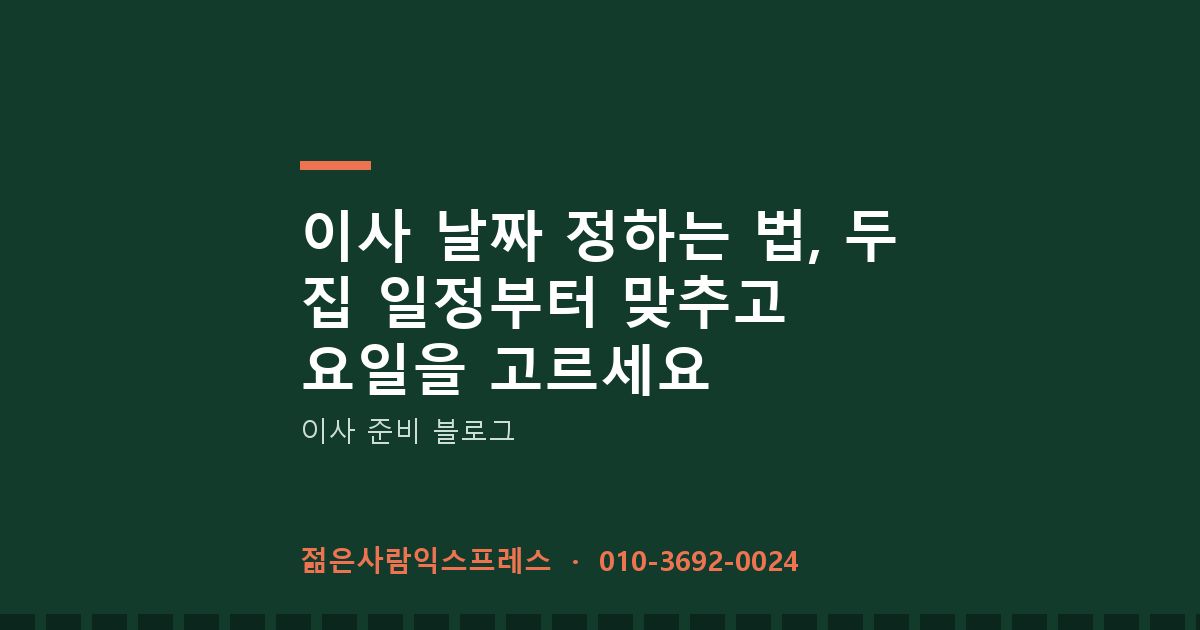 이사 날짜 정하는 법, 두
집 일정부터 맞추고
요일을 고르세요
이사 준비 블로그
젊은사람익스프레스 · 010-3692-0024